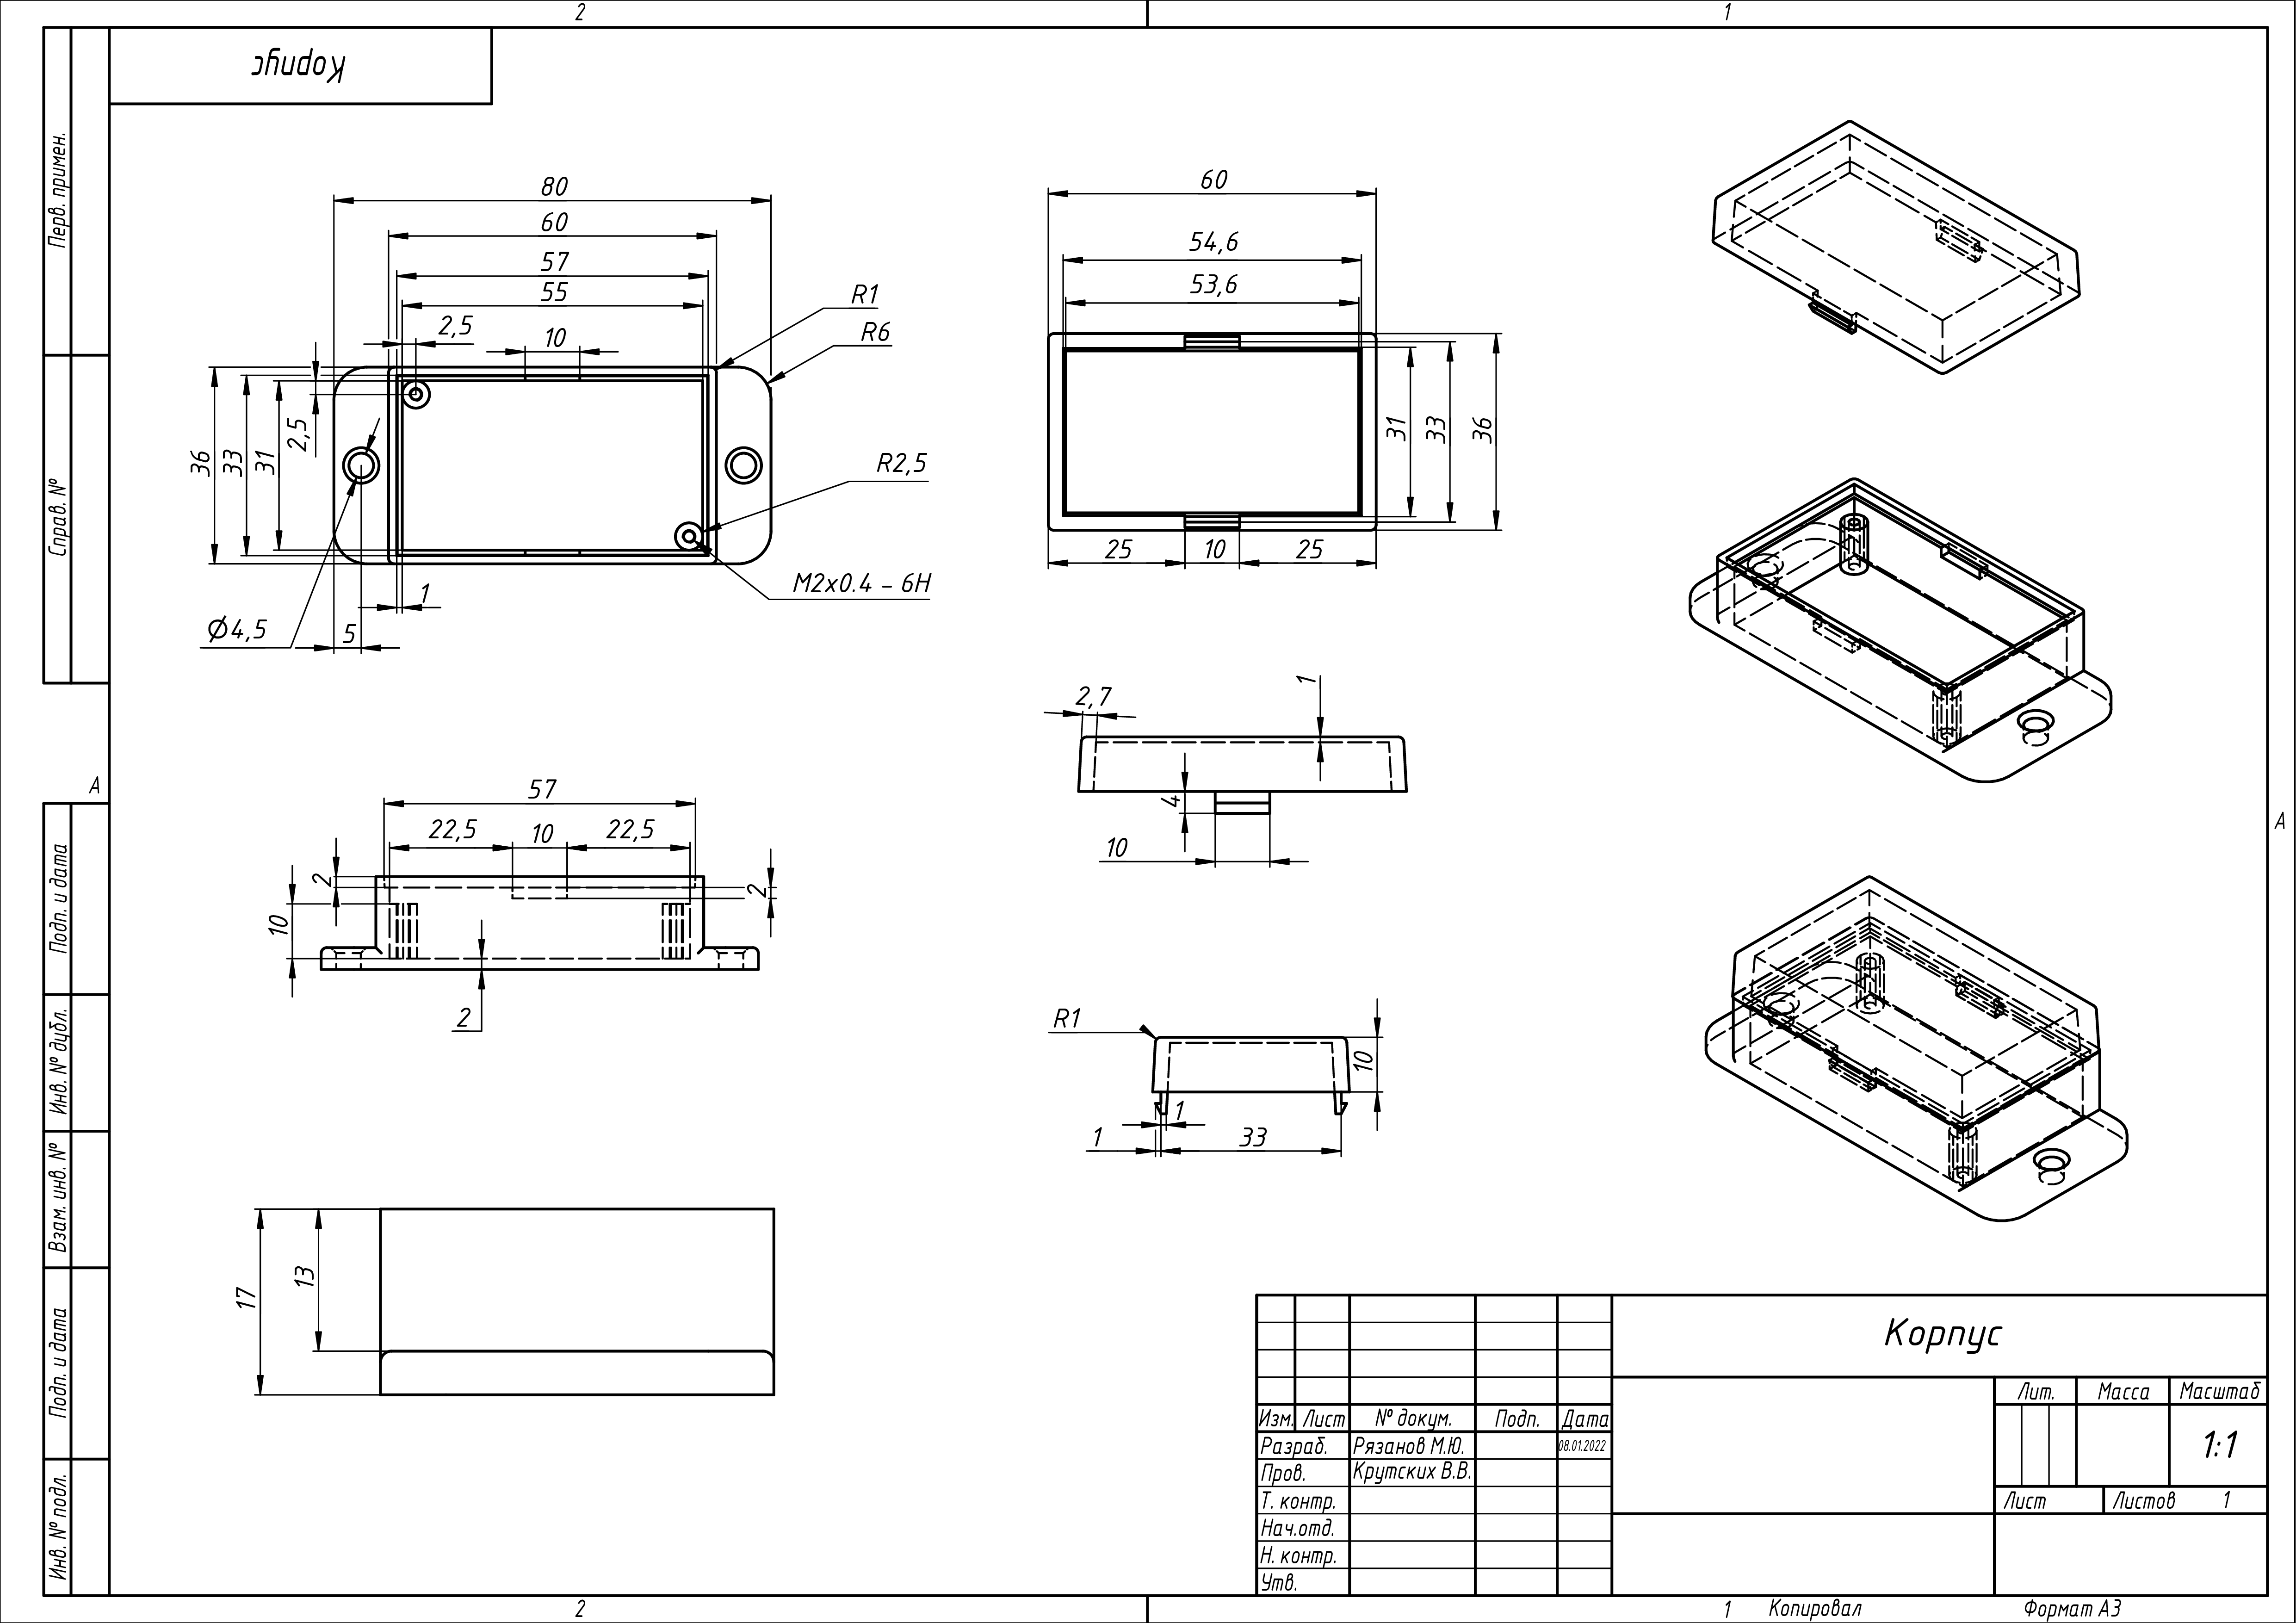 2
1
Корпус
Перв. примен.
Справ. №
А
Подп. и дата
Инв. № дубл.
Взам. инв. №
Подп. и дата
Инв. № подл.
80
60
57
55
2,5
10
R1
R6
36
33
31
2,5
R2,5
M2x0.4 – 6H
1
Ø4,5
5
60
54,6
53,6
31
33
36
25
10
25
57
22,5
10
22,5
2
2
10
2
2,7
1
4
10
R1
10
1
1
33
17
13
А
Корпус
Лит.
Масса
Масштаб
1:1
Лист
Листов 1
Изм. Лист № докум. Подп. Дата
Разраб. Рязанов М.Ю. 08.01.2022
Пров. Крутских В.В.
Т. контр.
Нач.отд.
Н. контр.
Утв.
2
1
Копировал
Формат А3